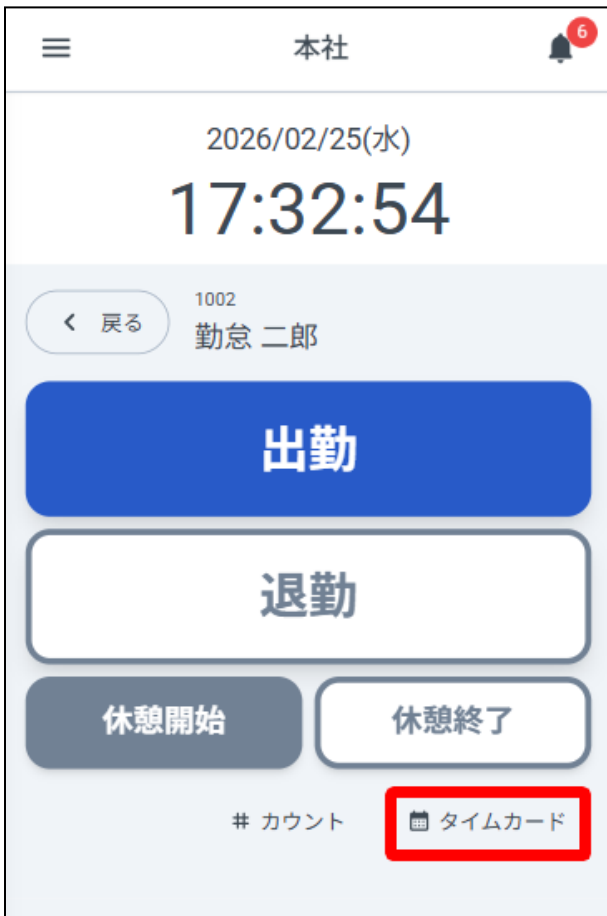 本社
6
2026/02/25(水)
17:32:54
戻る
1002
勤怠 二郎
出勤
退勤
休憩開始
休憩終了
# カウント
タイムカード